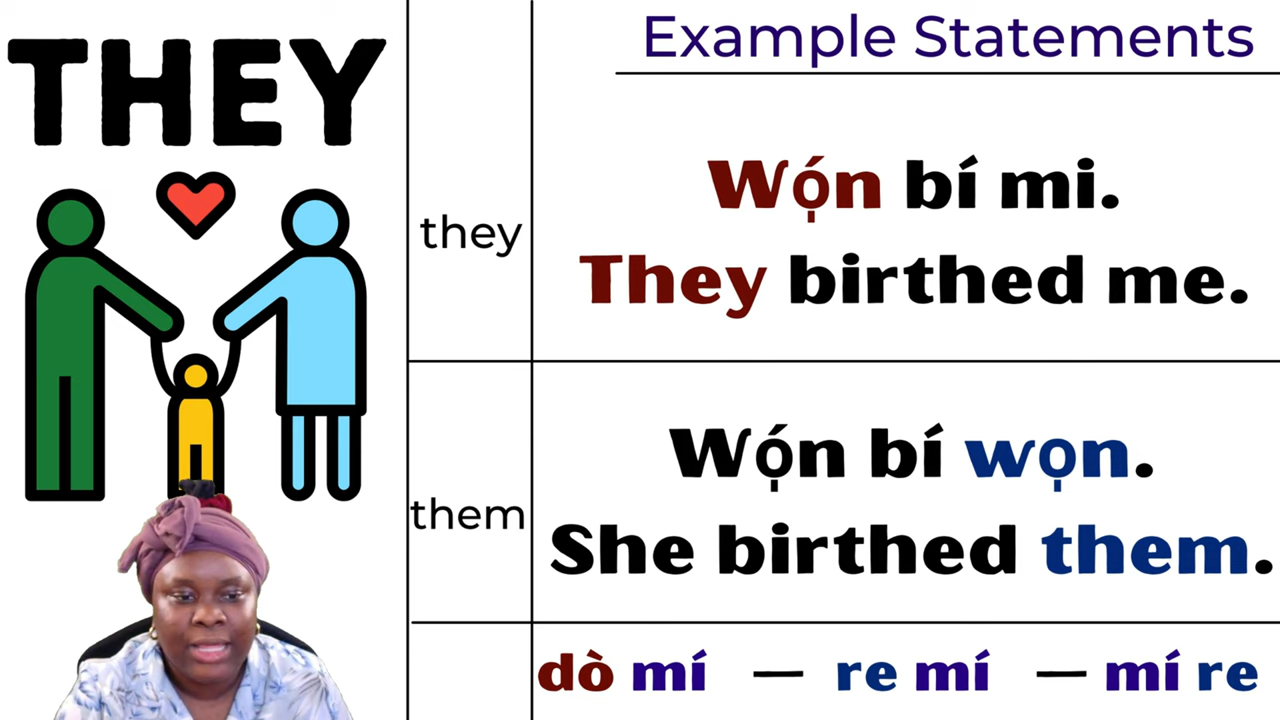 THEY
Example Statements
they
Wọ́n bí mi.
They birthed me.
them
Wọ́n bí wọn.
She birthed them.
dò mí — re mí — mí re